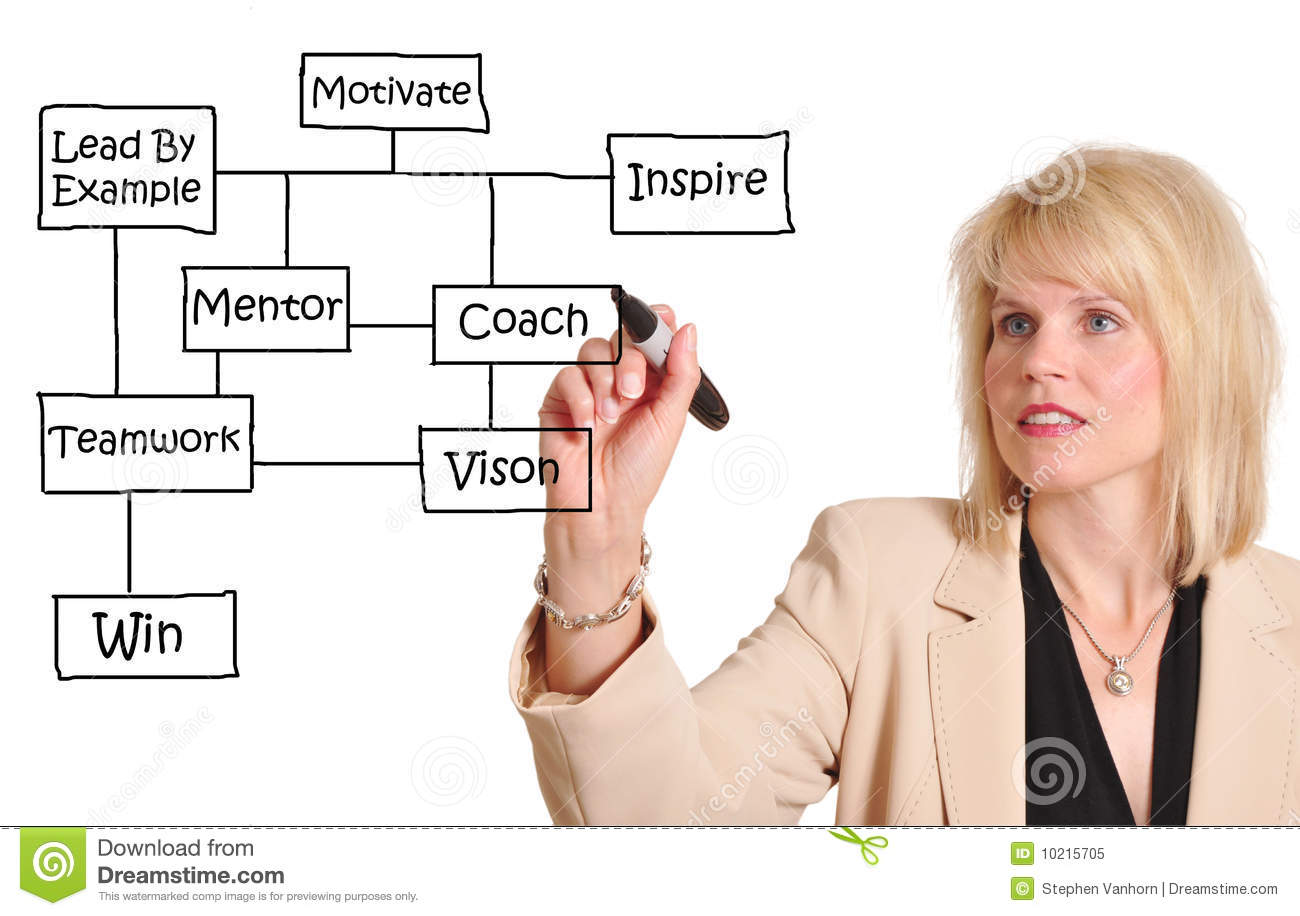 Motivate
Lead By
Example
Inspire
Mentor
Coach
Teamwork
Vison
Win
dreamstime
Download from
Dreamstime.com
This watermarked comp image is for previewing purposes only.
ID 10215705
© Stephen Vanhorn | Dreamstime.com